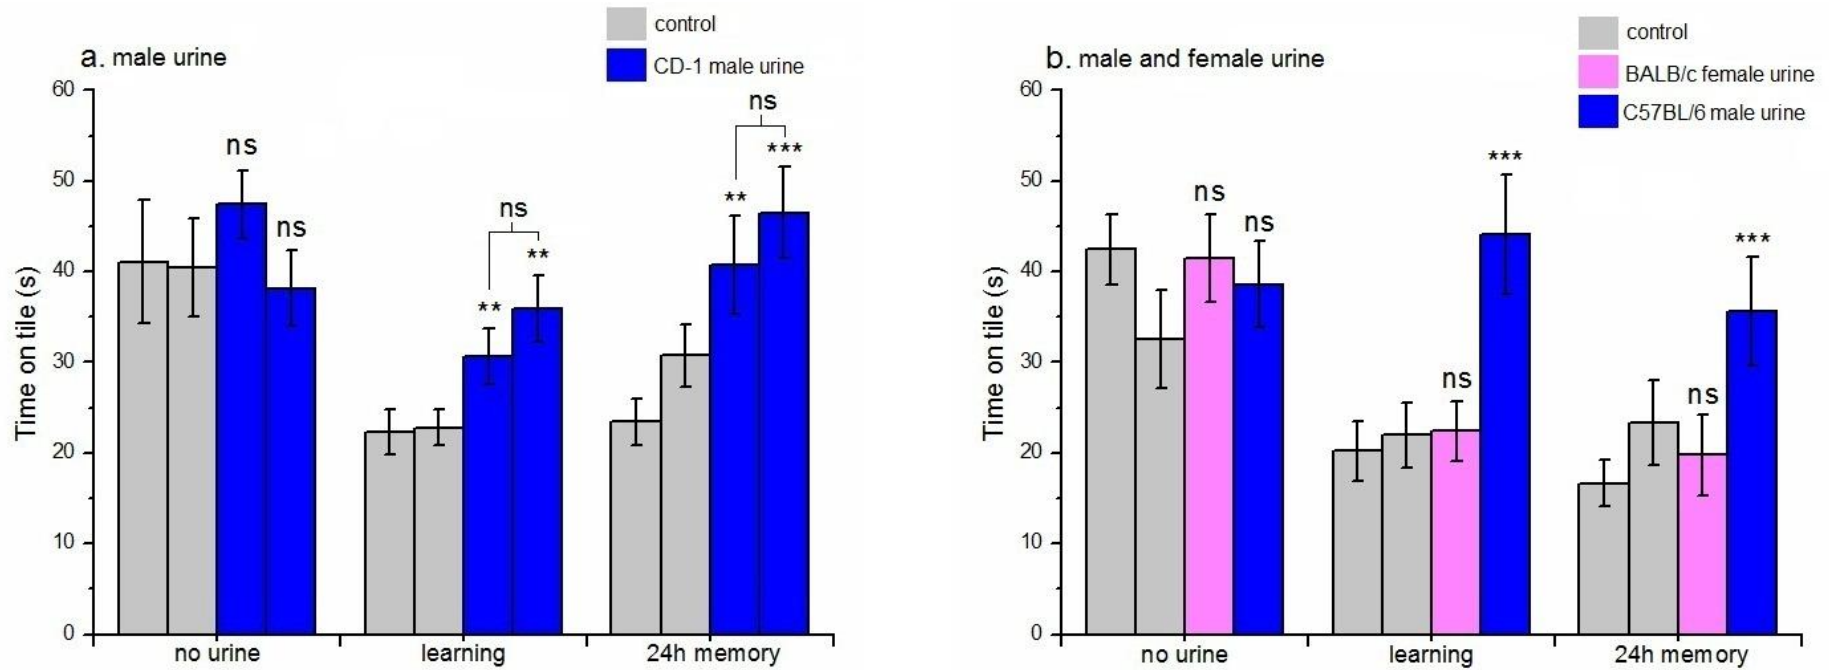 a. male urine
control
CD-1 male urine
Time on tile (s)
60
50
40
30
20
10
0
ns
ns
**
ns
**
**
ns
***
no urine
learning
24h memory
b. male and female urine
control
BALB/c female urine
C57BL/6 male urine
Time on tile (s)
60
50
40
30
20
10
0
ns
ns
ns
***
ns
***
no urine
learning
24h memory